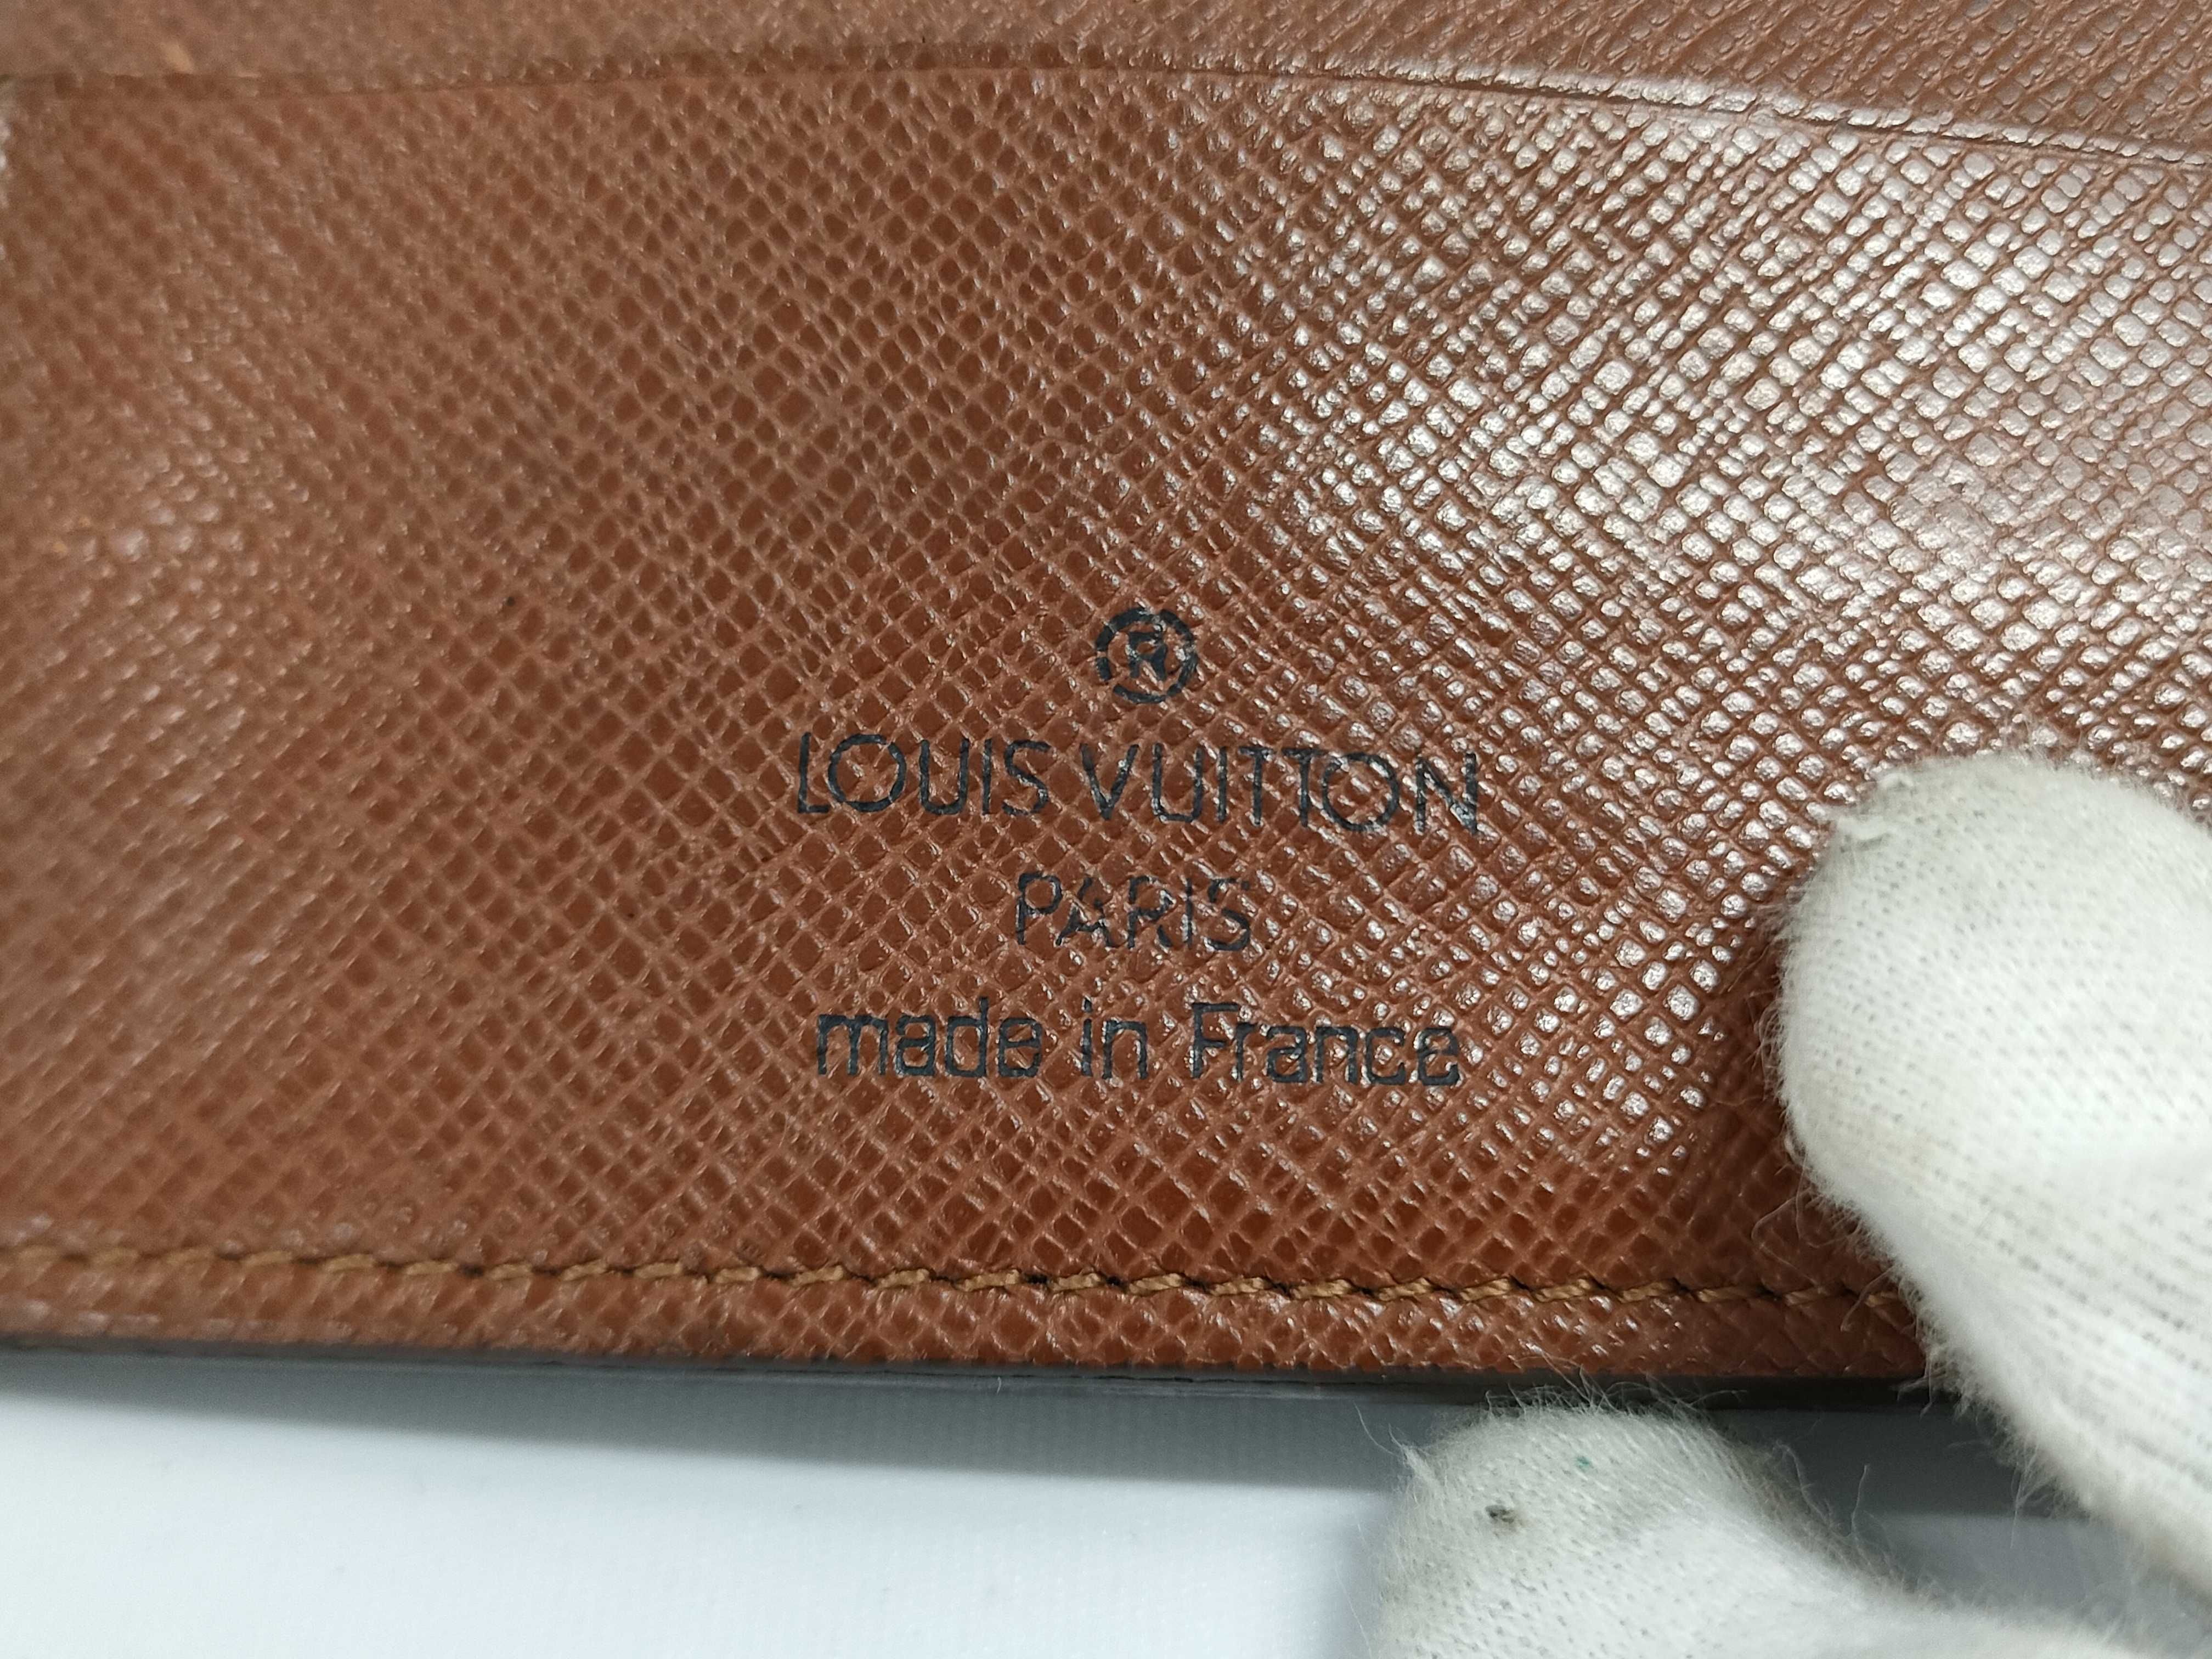 ®
LOUIS VUITTON
PARIS
made in France